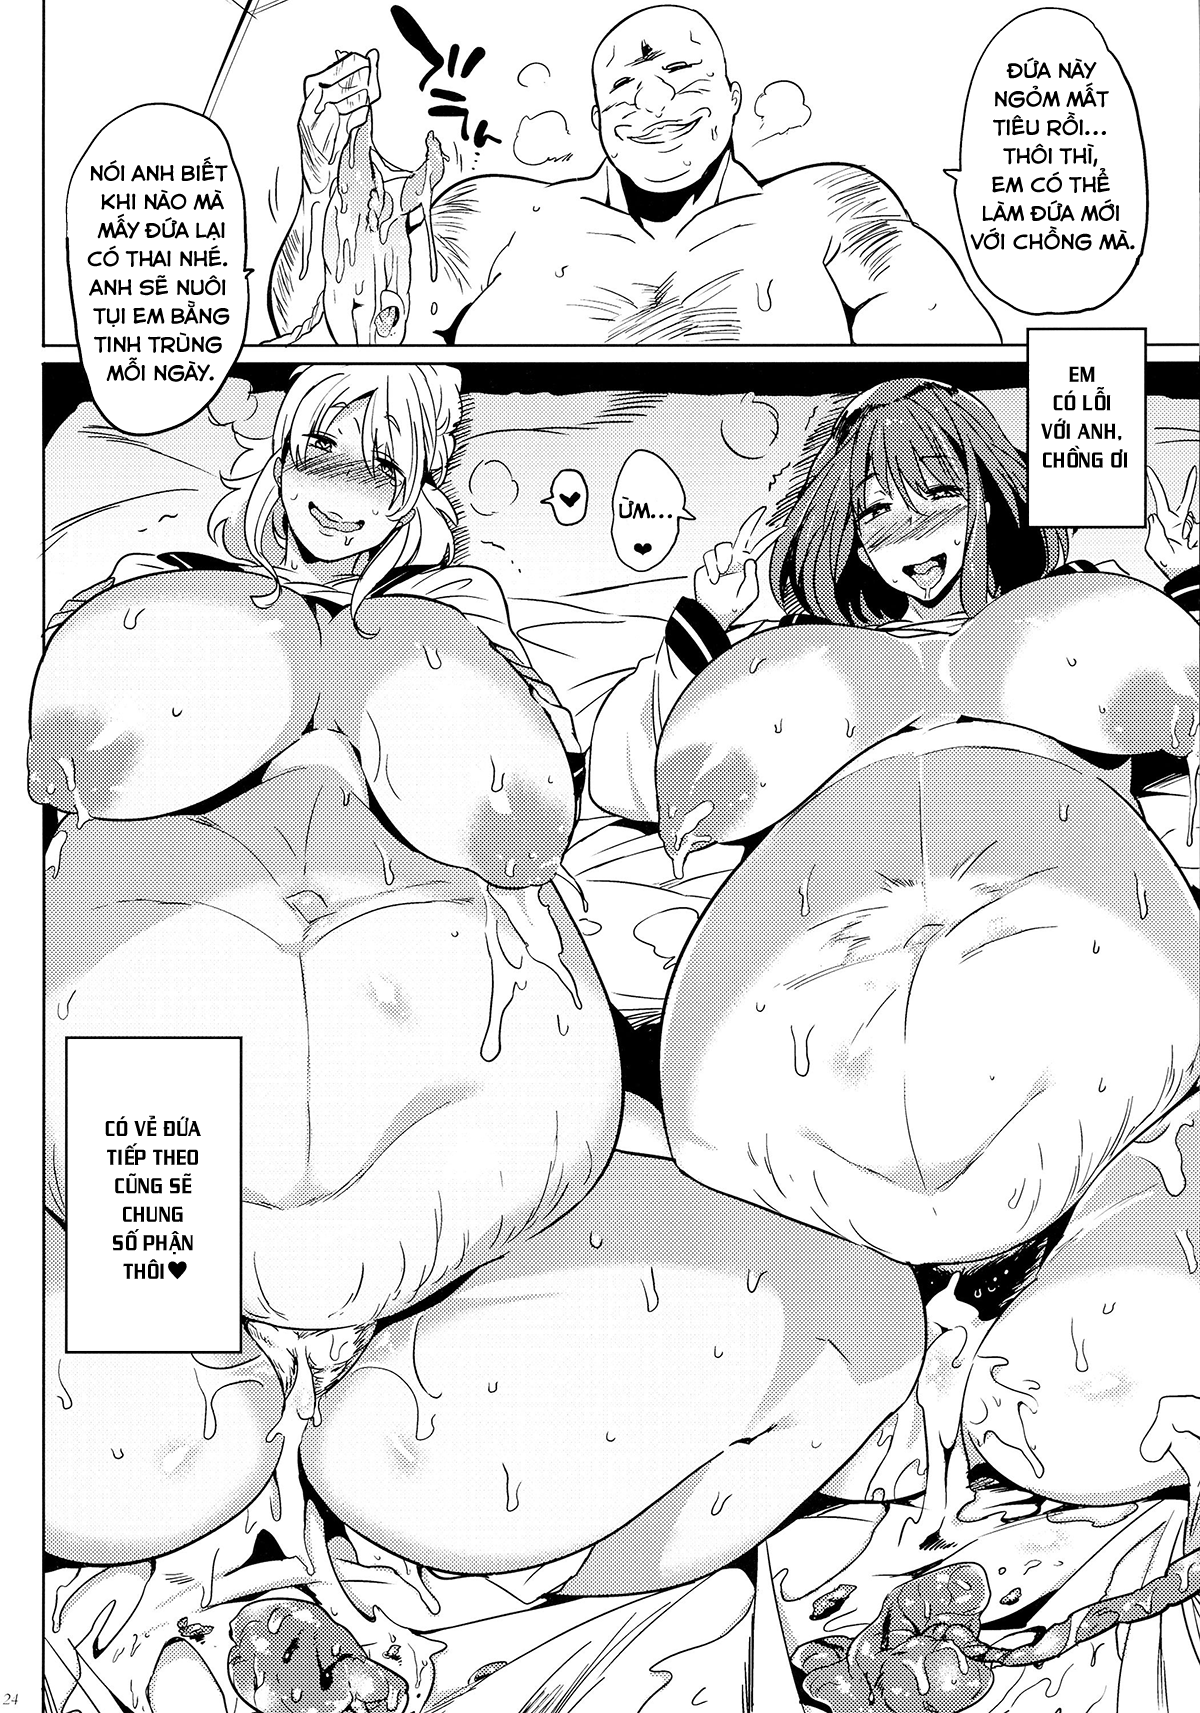 ĐỨA NÀY
NGỎM MẤT
TIÊU RỒI...
THÔI THÌ,
EM CÓ THỂ
LÀM ĐỨA MỚI
VỚI CHỒNG MÀ.
NÓI ANH BIẾT
KHI NÀO MÀ
MẤY ĐỨA LẠI
CÓ THAI NHÉ.
ANH SẼ NUÔI
TỤI EM BẰNG
TINH TRÙNG
MỖI NGÀY.
EM
CÓ LỖI
VỚI ANH,
CHỒNG ƠI
ỪM...
♥
♥
CÓ VẺ ĐỨA
TIẾP THEO
CŨNG SẼ
CHUNG
SỐ PHẬN
THÔI♥
24